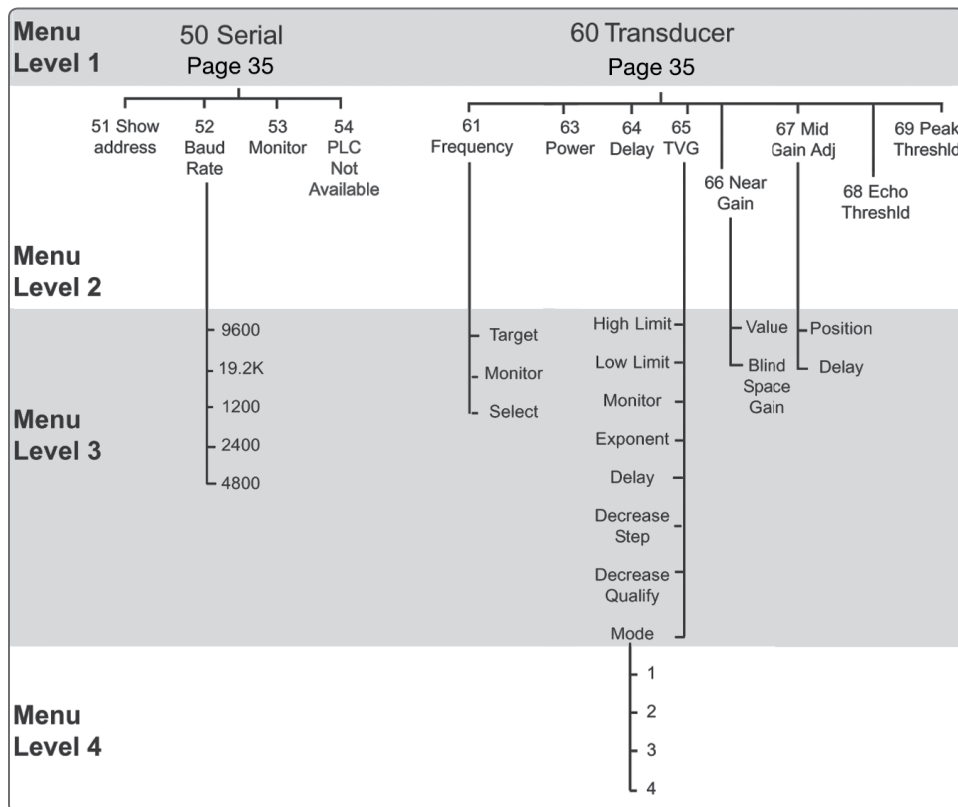 Menu
Level 1
50 Serial
Page 35
60 Transducer
Page 35
51 Show
address
52
Baud
Rate
53
Monitor
54
PLC
Not
Available
61
Frequency
63
Power
64
Delay
65
TVG
66 Near
Gain
67 Mid
Gain Adj
68 Echo
Threshld
69 Peak
Threshld
Menu
Level 2
Menu
Level 3
9600
19.2K
1200
2400
4800
Target
Monitor
Select
High Limit
Low Limit
Monitor
Exponent
Delay
Decrease
Step
Decrease
Qualify
Mode
Value
Blind
Space
Gain
Position
Delay
Menu
Level 4
1
2
3
4